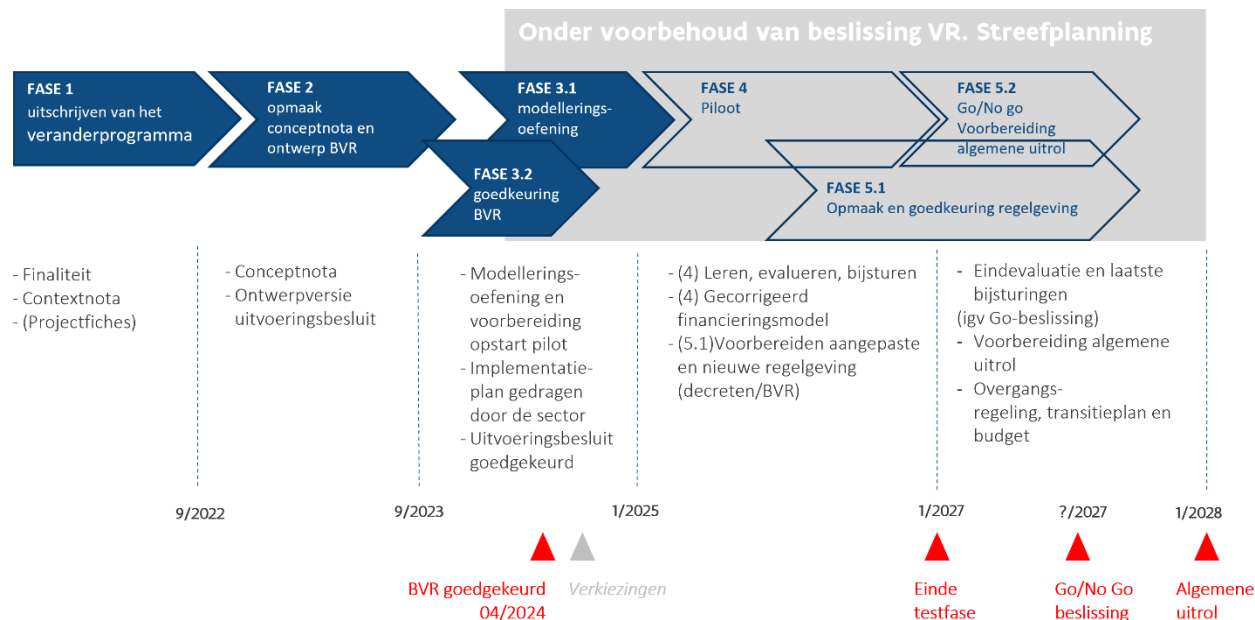 Onder voorbehoud van beslissing VR. Streefplanning
FASE 1
uitschrijven van het
veranderprogramma
FASE 2
opmaak
conceptnota en
ontwerp BVR
FASE 3.1
modellerings-
oefening
FASE 3.2
goedkeuring
BVR
FASE 4
Piloot
FASE 5.2
Go/No go
Voorbereiding
algemene uitrol
FASE 5.1
Opmaak en goedkeuring regelgeving
- Finaliteit
- Contextnota
- (Projectfiches)
- Conceptnota
- Ontwerpversie
uitvoeringsbesluit
- Modellerings-
oefening en
voorbereiding
opstart pilot
- Implementatie-
plan gedragen
door de sector
- Uitvoeringsbesluit
goedgekeurd
- (4) Leren, evalueren, bijsturen
- (4) Gecorrigeerd
financieringsmodel
- (5.1)Voorbereiden aangepaste
en nieuwe regelgeving
(decreten/BVR)
- Eindevaluatie en laatste
bijsturingen
(igv Go-beslissing)
- Voorbereiding algemene
uitrol
- Overgangs-
regeling, transitieplan en
budget
9/2022
9/2023
1/2025
1/2027
?/2027
1/2028
BVR goedgekeurd
04/2024
Verkiezingen
Einde
testfase
Go/No Go
beslissing
Algemene
uitrol